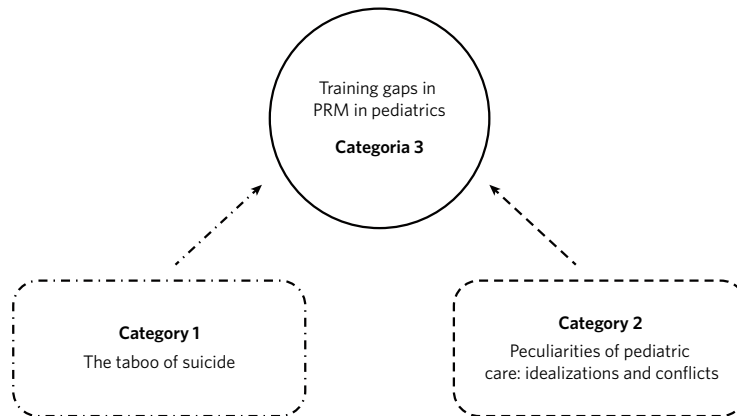 Training gaps in
PRM in pediatrics
Categoria 3
Category 1
The taboo of suicide
Category 2
Peculiarities of pediatric
care: idealizations and conflicts